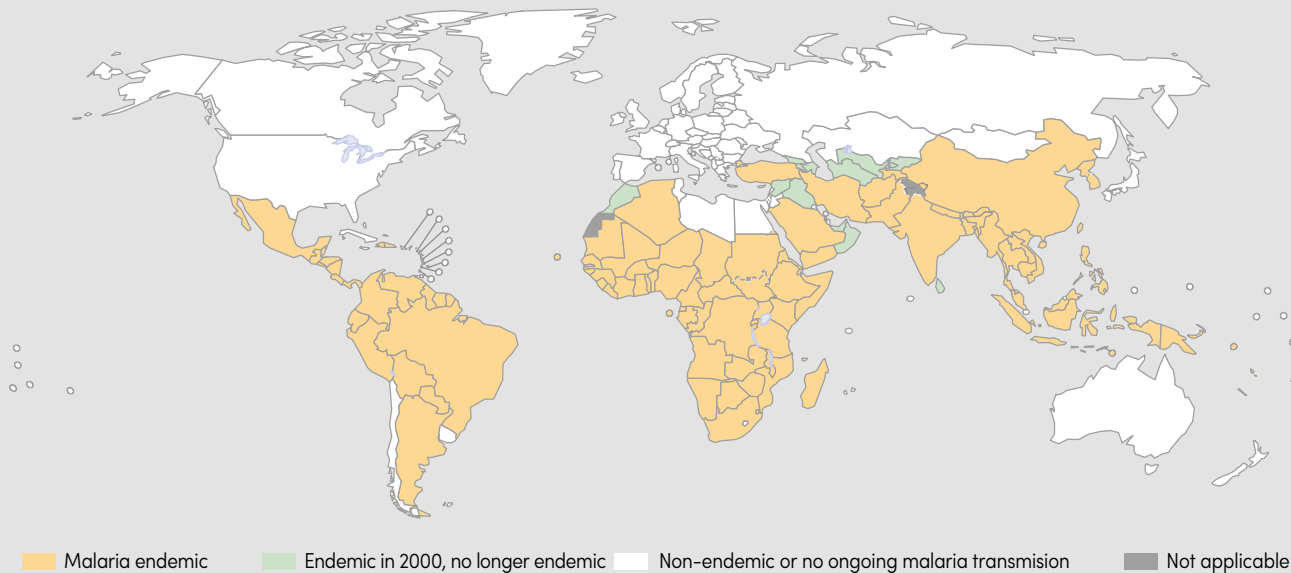 Malaria endemic
Endemic in 2000, no longer endemic
Non-endemic or no ongoing malaria transmision
Not applicable